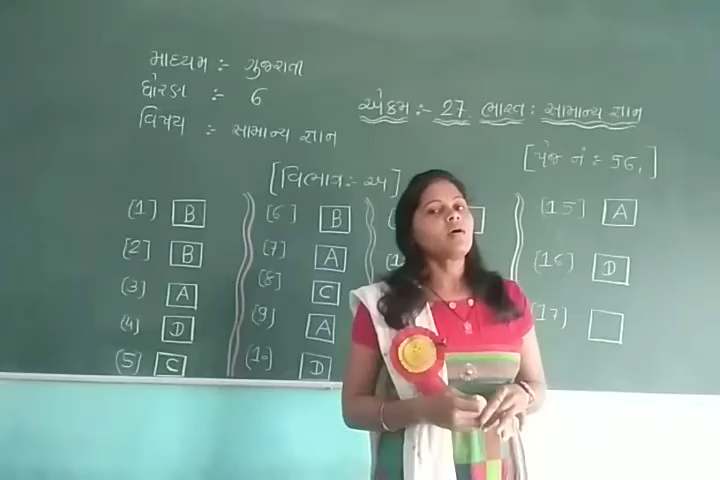 માધ્યમ :- ગુજરાતી
ધોરણ :- 6
વિષય :- સામાન્ય જ્ઞાન
એકમ :- 27 ભારત : સામાન્ય જ્ઞાન
[પેજ નં :- 56,]
[વિભાગ :- અ]
(1) B
(2) B
(3) A
(4) D
(5) C
(6) B
(7) A
(8) C
(9) A
(10) D
(15) A
(16) D
(17)